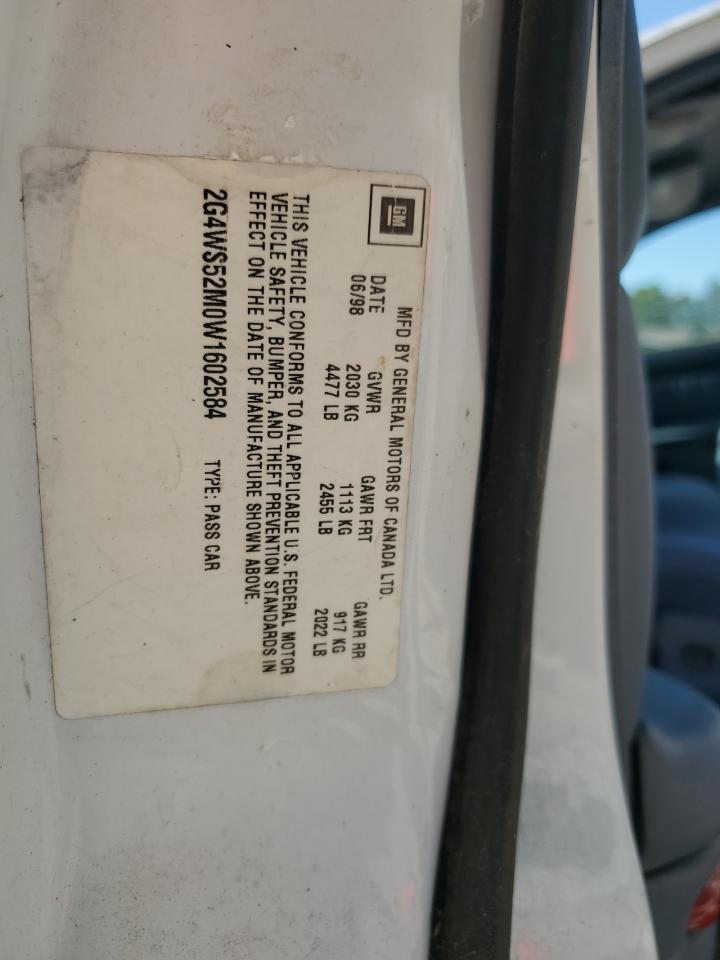 GM
MFD BY GENERAL MOTORS OF CANADA LTD.
DATE GVWR GAWR FRT GAWR RR
06/98 2030 KG 1113 KG 917 KG
4477 LB 2455 LB 2022 LB
THIS VEHICLE CONFORMS TO ALL APPLICABLE U.S. FEDERAL MOTOR
VEHICLE SAFETY, BUMPER, AND THEFT PREVENTION STANDARDS IN
EFFECT ON THE DATE OF MANUFACTURE SHOWN ABOVE.
2G4WS52M0W1602584 TYPE: PASS CAR